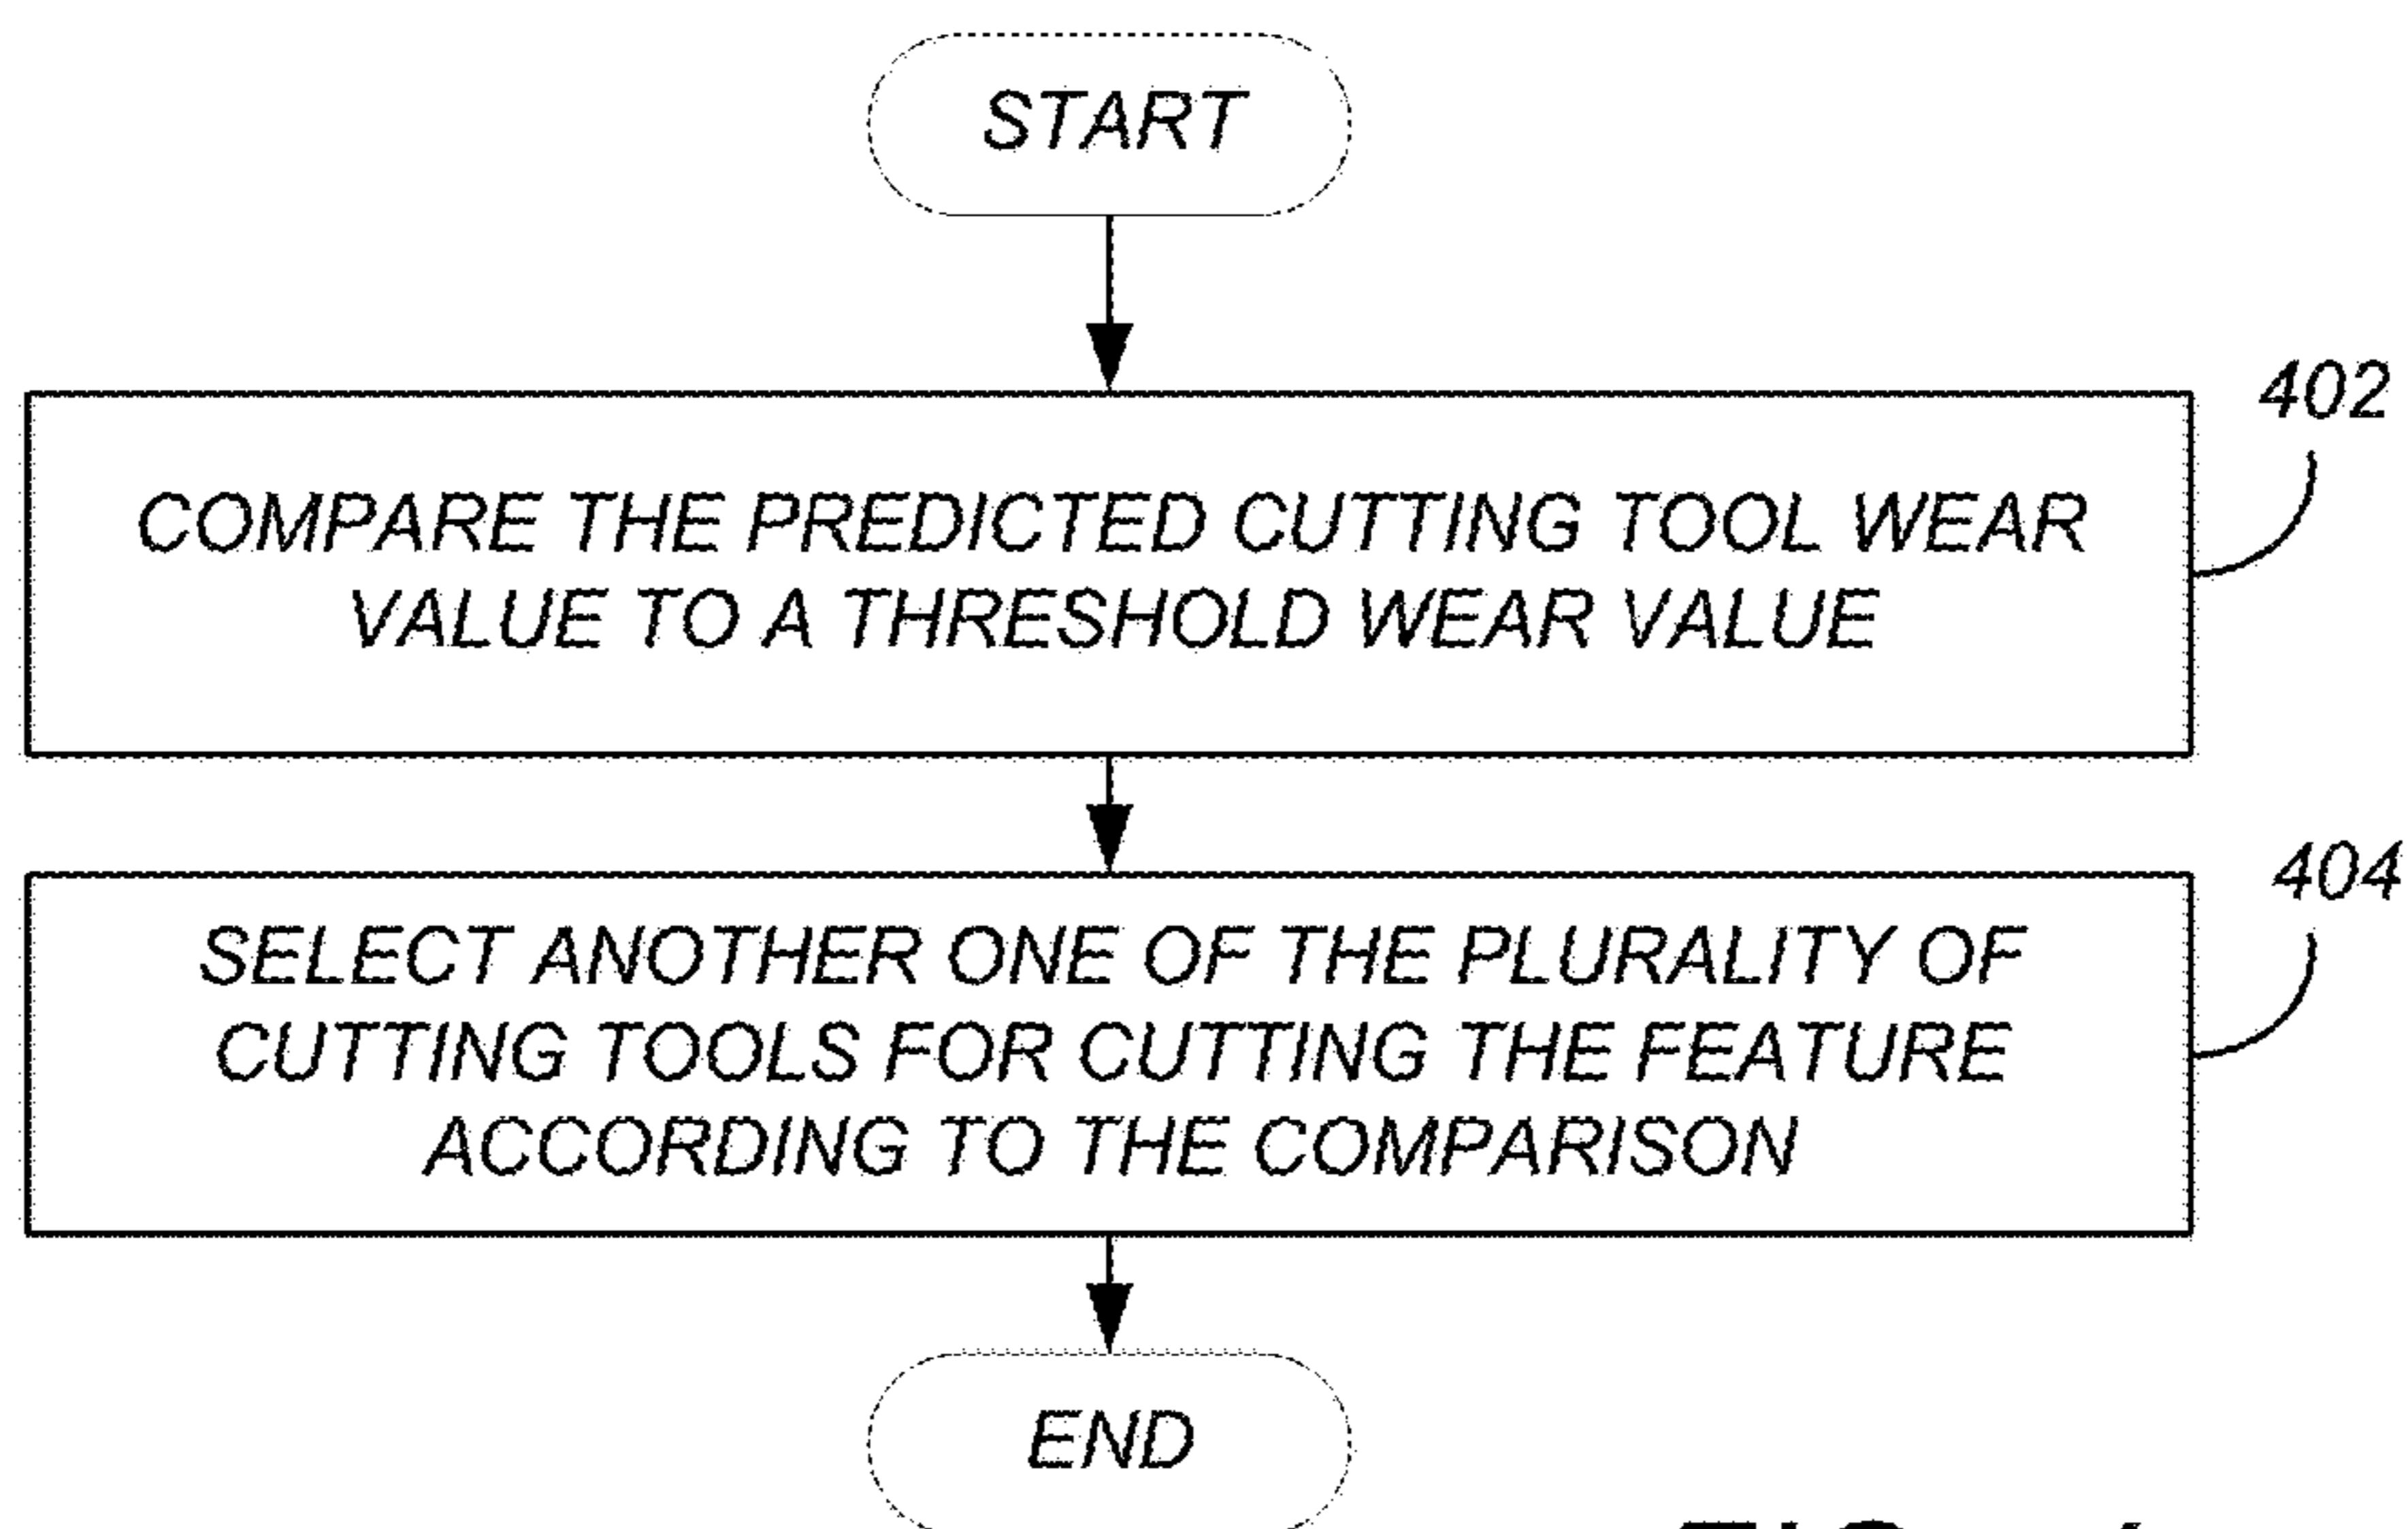 START
402
COMPARE THE PREDICTED CUTTING TOOL WEAR
VALUE TO A THRESHOLD WEAR VALUE
404
SELECT ANOTHER ONE OF THE PLURALITY OF
CUTTING TOOLS FOR CUTTING THE FEATURE
ACCORDING TO THE COMPARISON
END